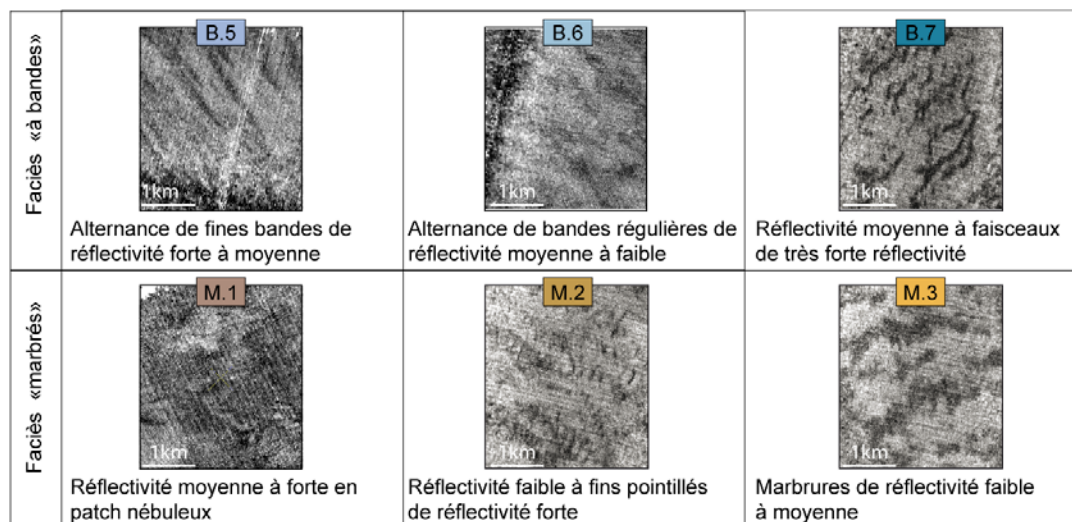 Faciès «à bandes»
B.5
1km
Alternance de fines bandes de
réflectivité forte à moyenne
B.6
1km
Alternance de bandes régulières de
réflectivité moyenne à faible
B.7
1km
Réflectivité moyenne à faisceaux
de très forte réflectivité
Faciès «marbrés»
M.1
1km
Réflectivité moyenne à forte en
patch nébuleux
M.2
1km
Réflectivité faible à fins pointillés
de réflectivité forte
M.3
1km
Marbrures de réflectivité faible
à moyenne